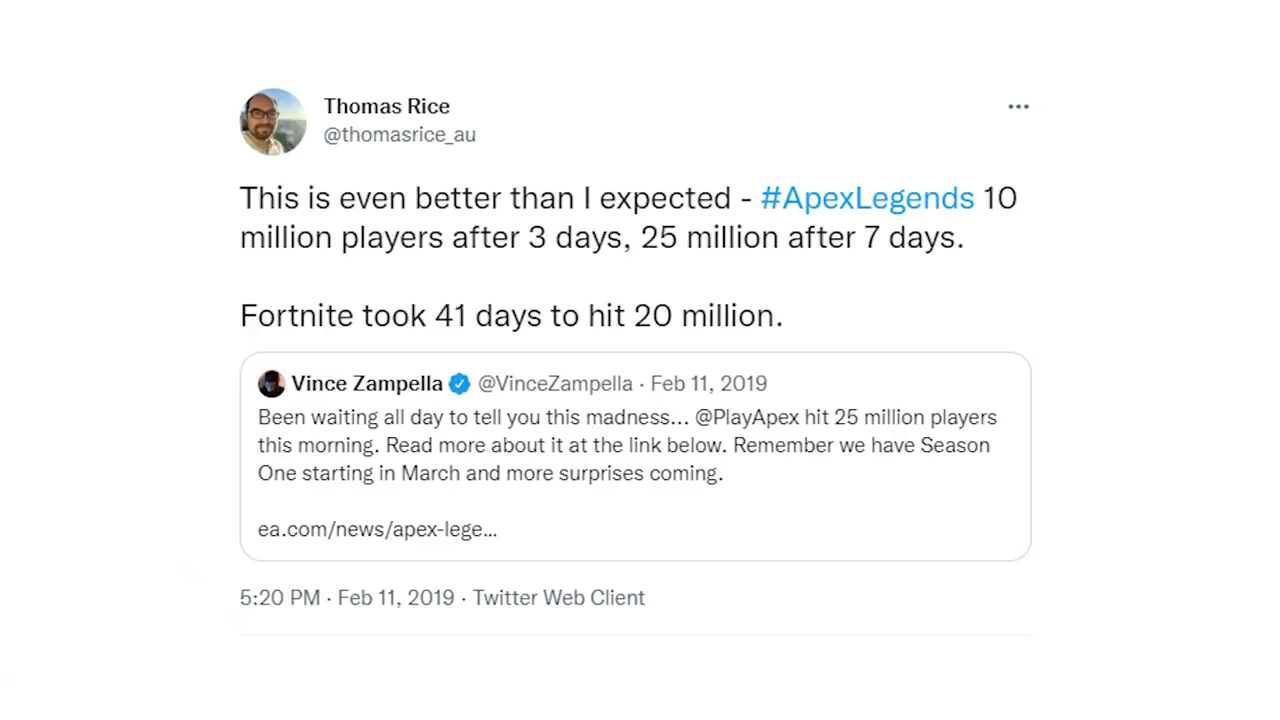 Thomas Rice
@thomasrice_au
This is even better than I expected - #ApexLegends 10
million players after 3 days, 25 million after 7 days.
Fortnite took 41 days to hit 20 million.
Vince Zampella @VinceZampella · Feb 11, 2019
Been waiting all day to tell you this madness... @PlayApex hit 25 million players
this morning. Read more about it at the link below. Remember we have Season
One starting in March and more surprises coming.
ea.com/news/apex-lege...
5:20 PM · Feb 11, 2019 · Twitter Web Client